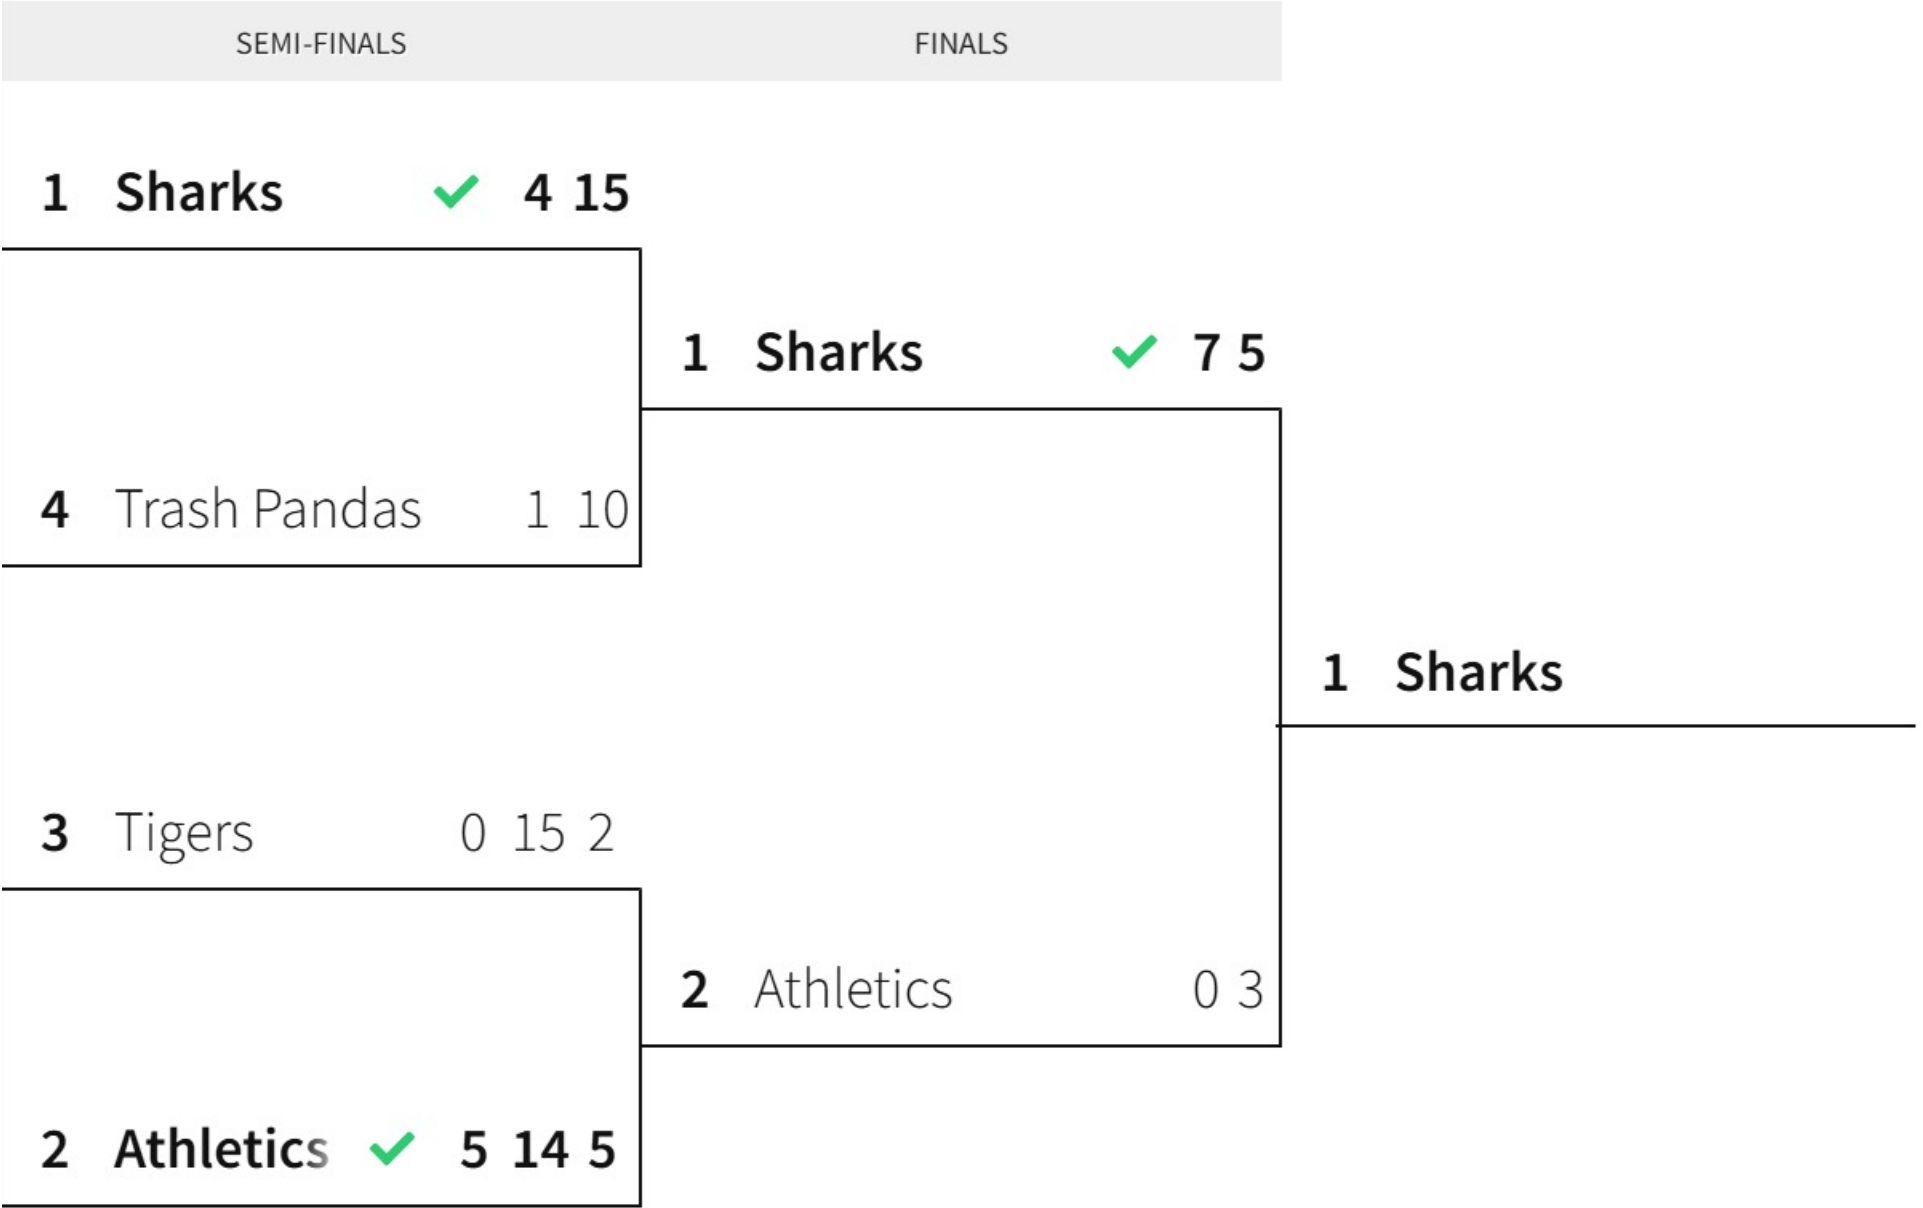 SEMI-FINALS FINALS
1 Sharks 4 15
1 Sharks 7 5
4 Trash Pandas 1 10
1 Sharks
3 Tigers 0 15 2
2 Athletics 0 3
2 Athletics 5 14 5